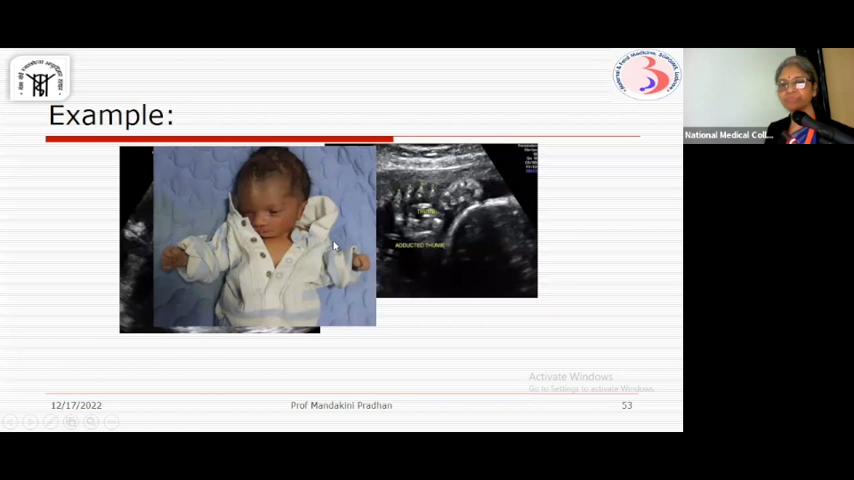 Example:
THUMB
ADDUCTED THUMB
National Medical Coll...
Activate Windows
Go to Settings to activate Windows.
12/17/2022
Prof Mandakini Pradhan
53